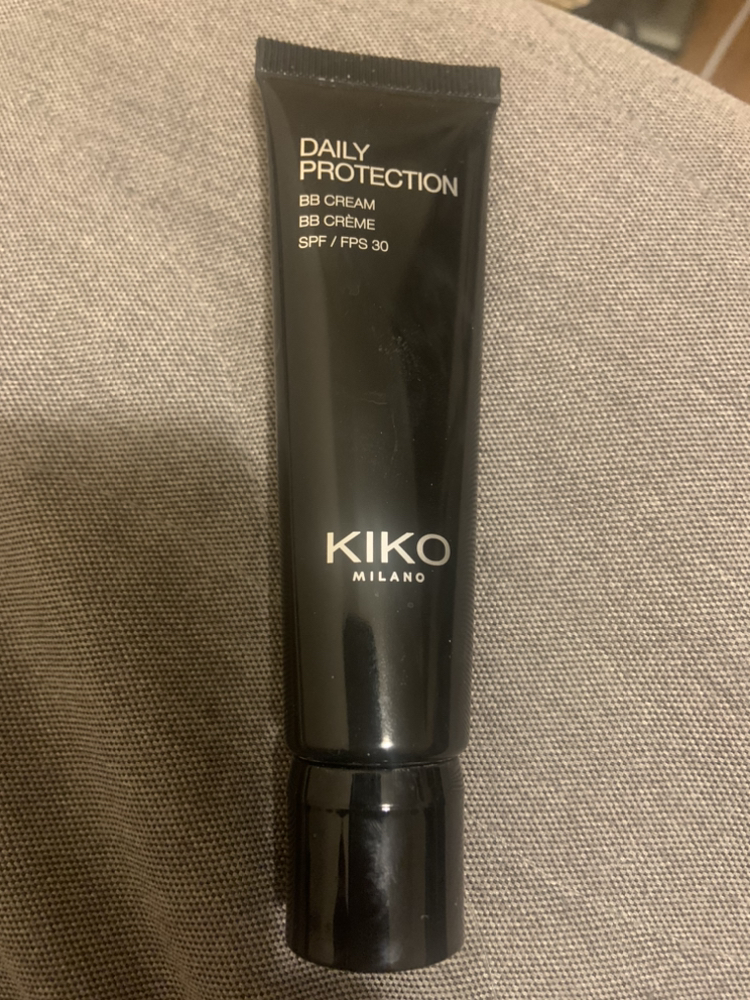 DAILY
PROTECTION
BB CREAM
BB CRÈME
SPF / FPS 30
KIKO
MILANO